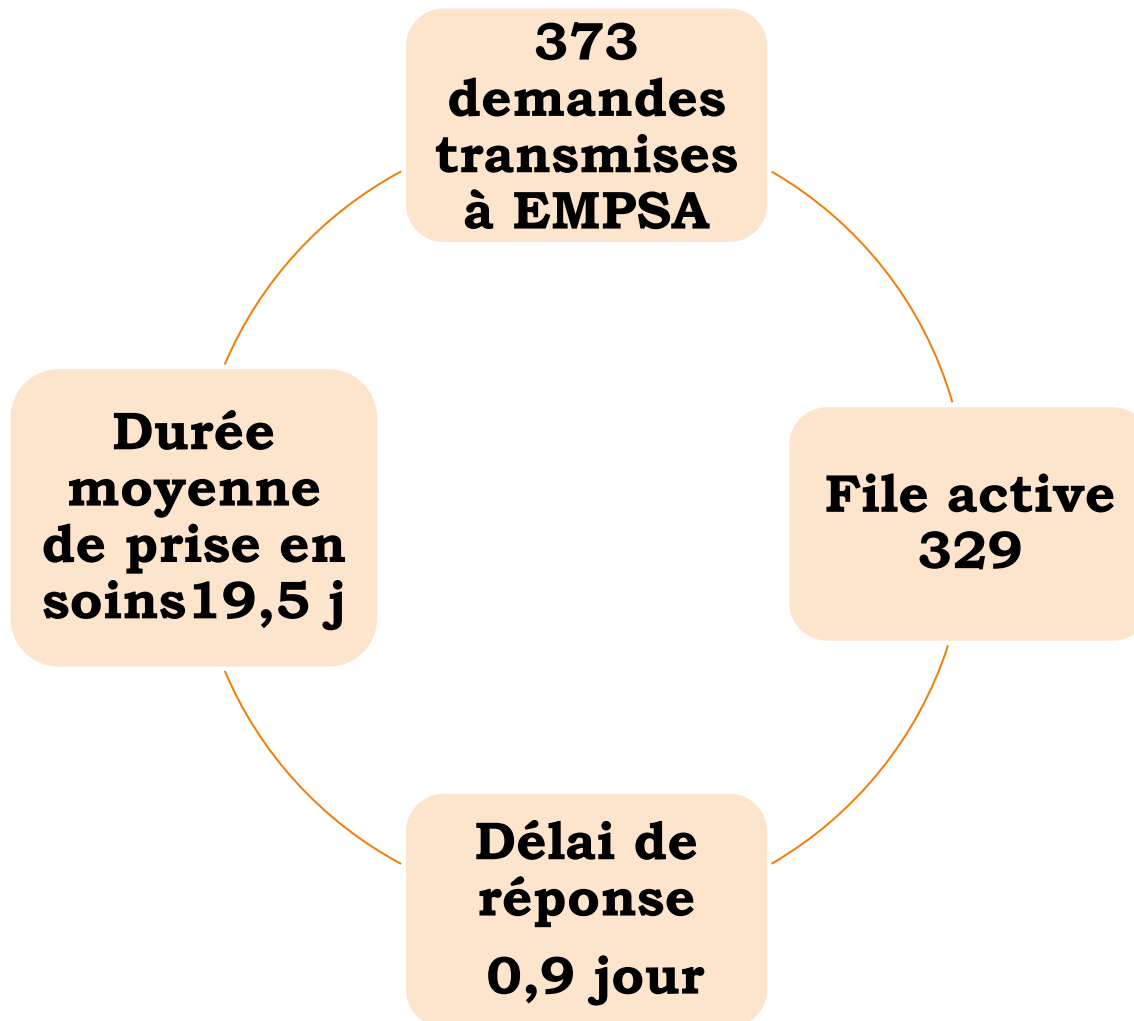 373
demandes
transmises
à EMPSA
File active
329
Délai de
réponse
0,9 jour
Durée
moyenne
de prise en
soins19,5 j